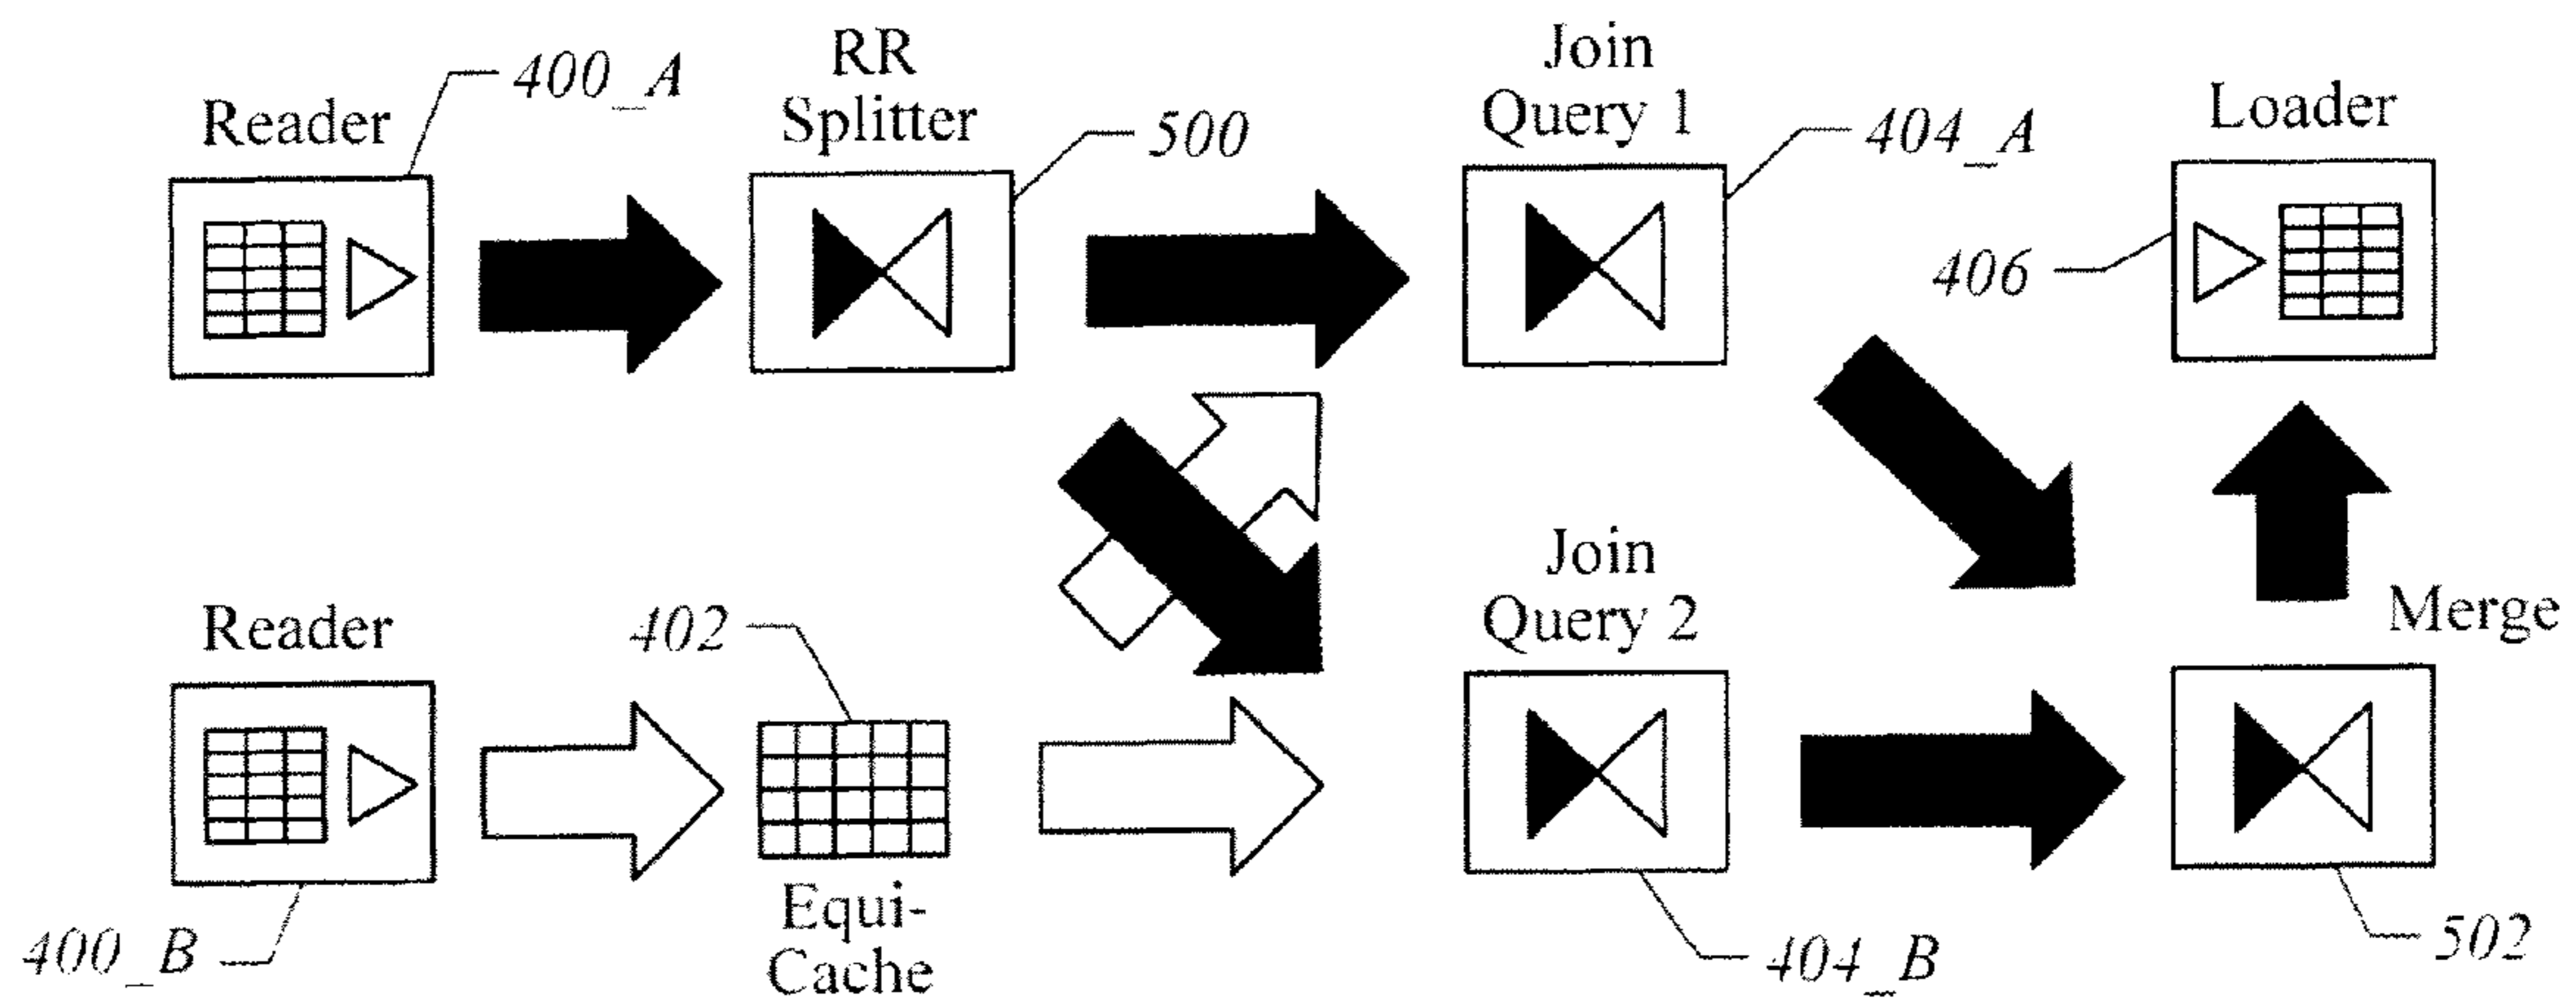 Reader
400_A
RR
Splitter
500
Join
Query 1
404_A
Loader
406
Reader
400_B
402
Equi-
Cache
Join
Query 2
404_B
Merge
502